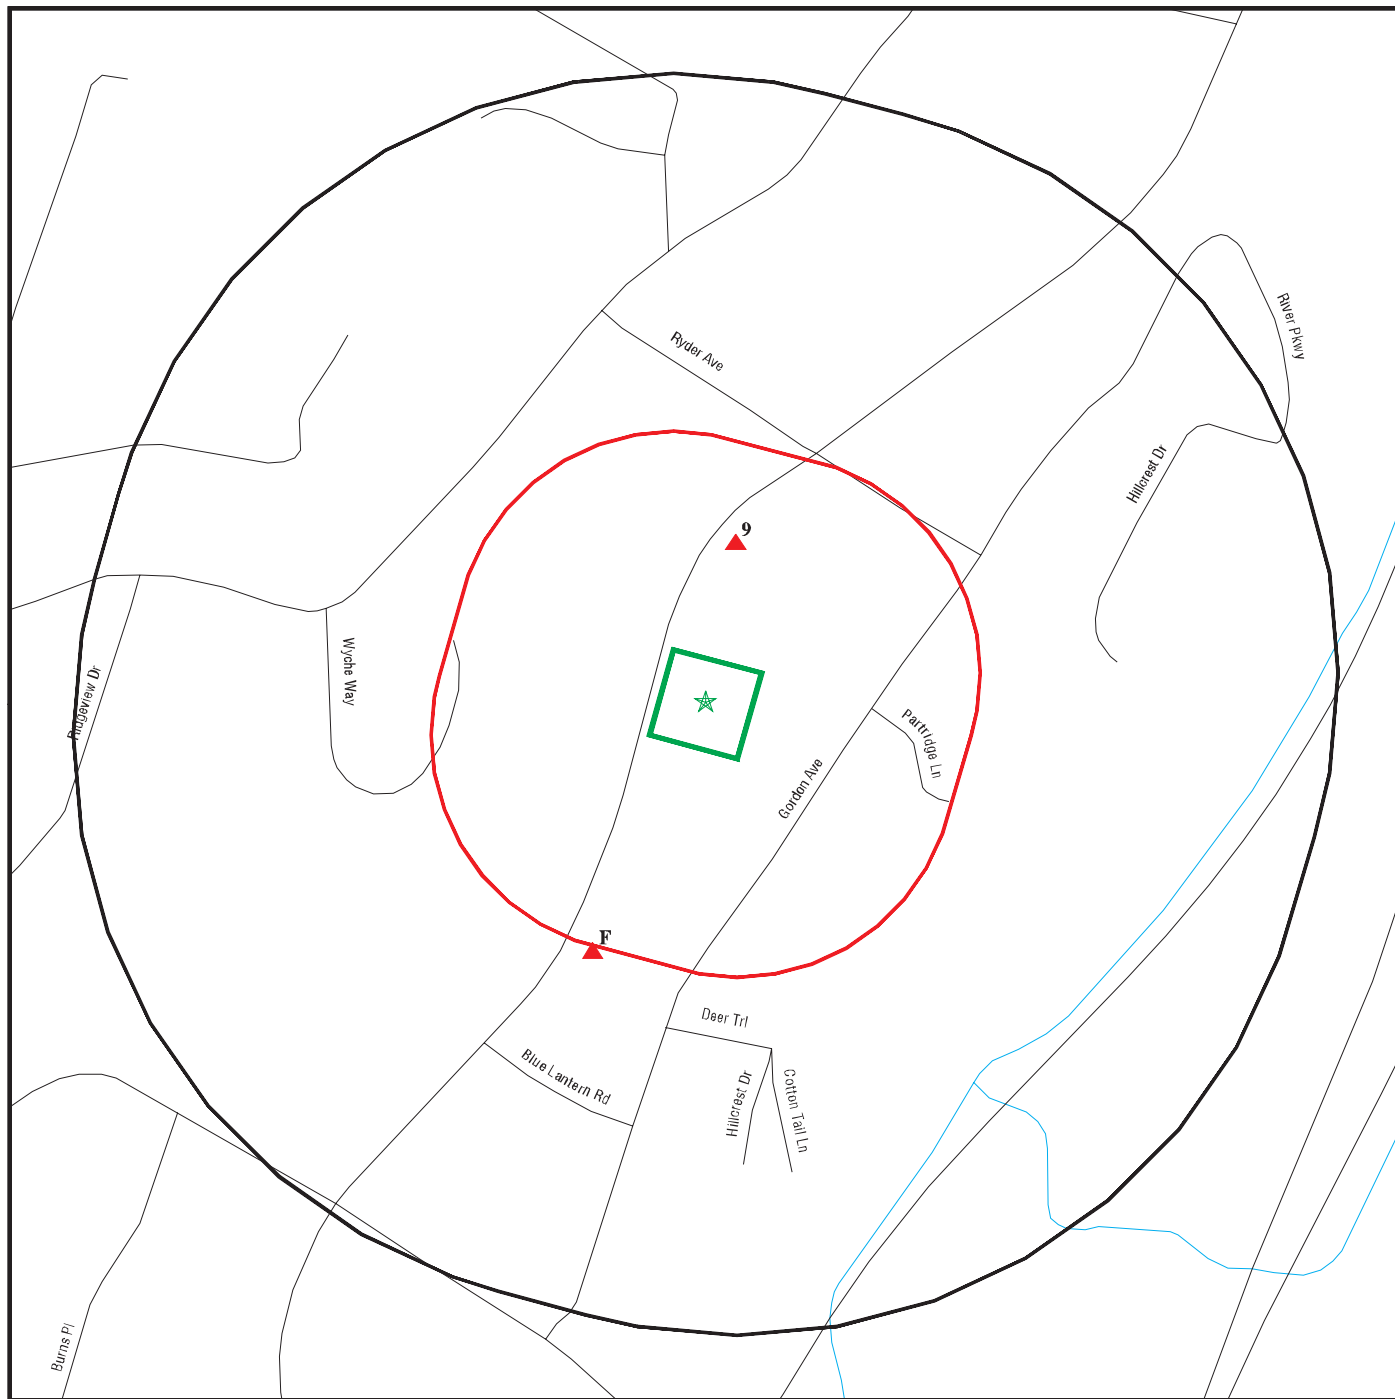 River Pkwy
Ryder Ave
Hillcrest Dr
9
Wyche Way
Ridgeview Dr
Partridge Ln
Gordon Ave
F
Deer Trl
Blue Lantern Rd
Hillcrest Dr
Cotton Tail Ln
Burns Pl